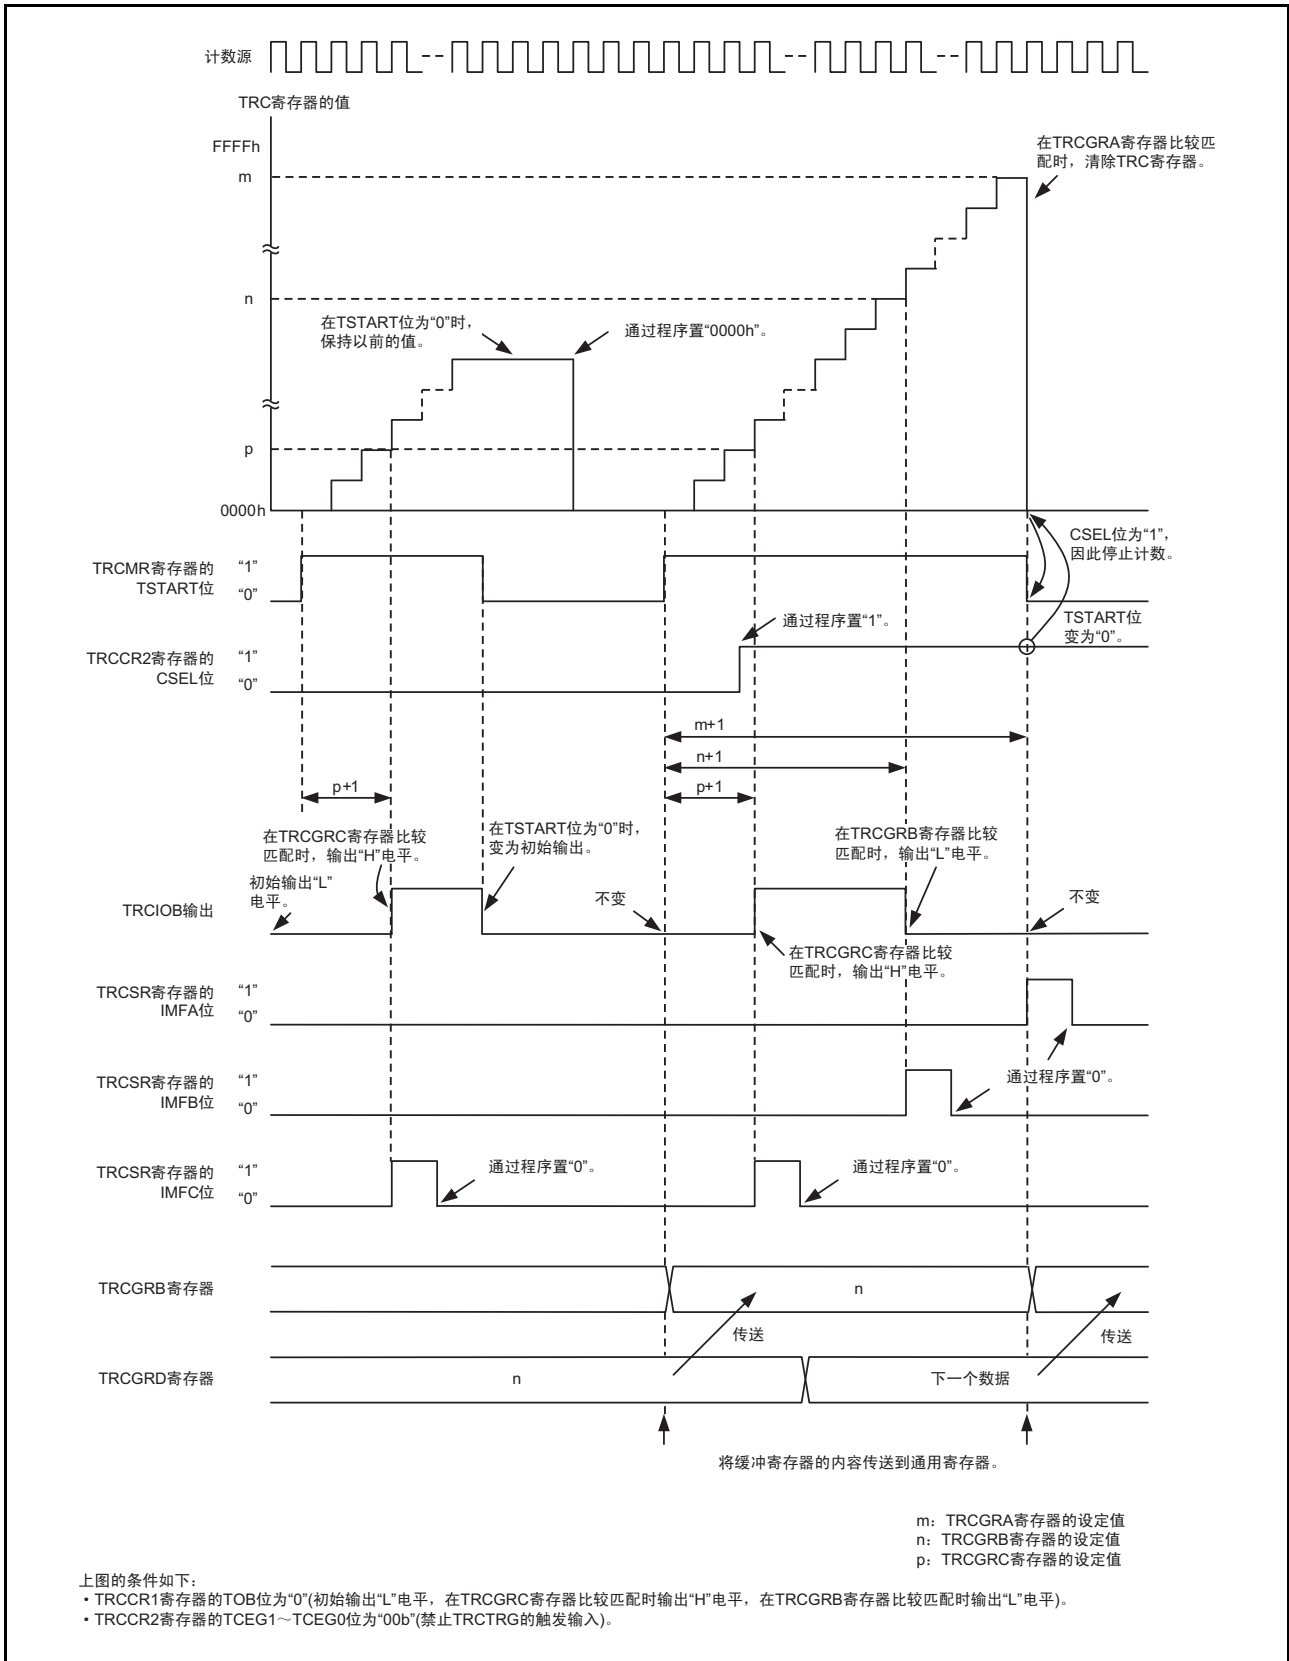 计数源
TRC寄存器的值
FFFFh
m
n
p
0000h
在TRCGRA寄存器比较匹
配时，清除TRC寄存器。
在TSTART位为“0”时，
保持以前的值。
通过程序置“0000h”。
CSEL位为“1”，
因此停止计数。
TRCMR寄存器的
TSTART位
“1”
“0”
TSTART位
变为“0”。
通过程序置“1”。
TRCCR2寄存器的
CSEL位
“1”
“0”
m+1
n+1
p+1
p+1
在TRCGRC寄存器比较
匹配时，输出“H”电平。
在TSTART位为“0”时，
变为初始输出。
在TRCGRB寄存器比较
匹配时，输出“L”电平。
初始输出“L”
电平。
不变
不变
TRCIOB输出
在TRCGRC寄存器比较
匹配时，输出“H”电平。
TRCSR寄存器的
IMFA位
“1”
“0”
通过程序置“0”。
TRCSR寄存器的
IMFB位
“1”
“0”
TRCSR寄存器的
IMFC位
“1”
“0”
通过程序置“0”。
通过程序置“0”。
TRCGRB寄存器
n
传送
传送
TRCGRD寄存器
n
下一个数据
将缓冲寄存器的内容传送到通用寄存器。
m：TRCGRA寄存器的设定值
n：TRCGRB寄存器的设定值
p：TRCGRC寄存器的设定值
上图的条件如下：
・TRCCR1寄存器的TOB位为“0”(初始输出“L”电平，在TRCGRC寄存器比较匹配时输出“H”电平，在TRCGRB寄存器比较匹配时输出“L”电平)。
・TRCCR2寄存器的TCEG1～TCEG0位为“00b”(禁止TRCTRG的触发输入)。